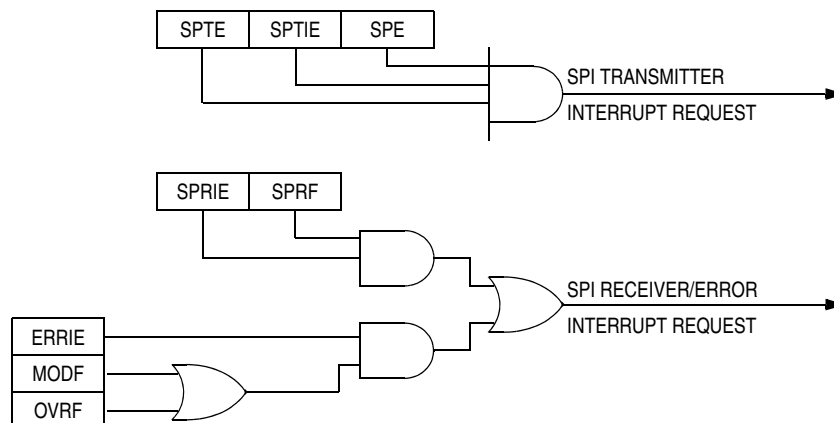 SPTE SPTIE SPE
SPI TRANSMITTER
INTERRUPT REQUEST
SPRIE SPRF
SPI RECEIVER/ERROR
INTERRUPT REQUEST
ERRIE
MODF
OVRF